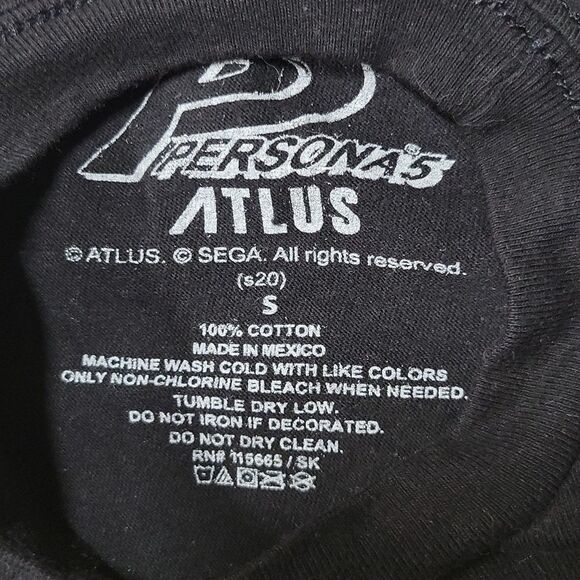 P
PERSONA5®
ATLUS
© ATLUS. © SEGA. All rights reserved.
(s20)
S
100% COTTON
MADE IN MEXICO
MACHINE WASH COLD WITH LIKE COLORS
ONLY NON-CHLORINE BLEACH WHEN NEEDED.
TUMBLE DRY LOW.
DO NOT IRON IF DECORATED.
DO NOT DRY CLEAN.
RN# 115665 / SK